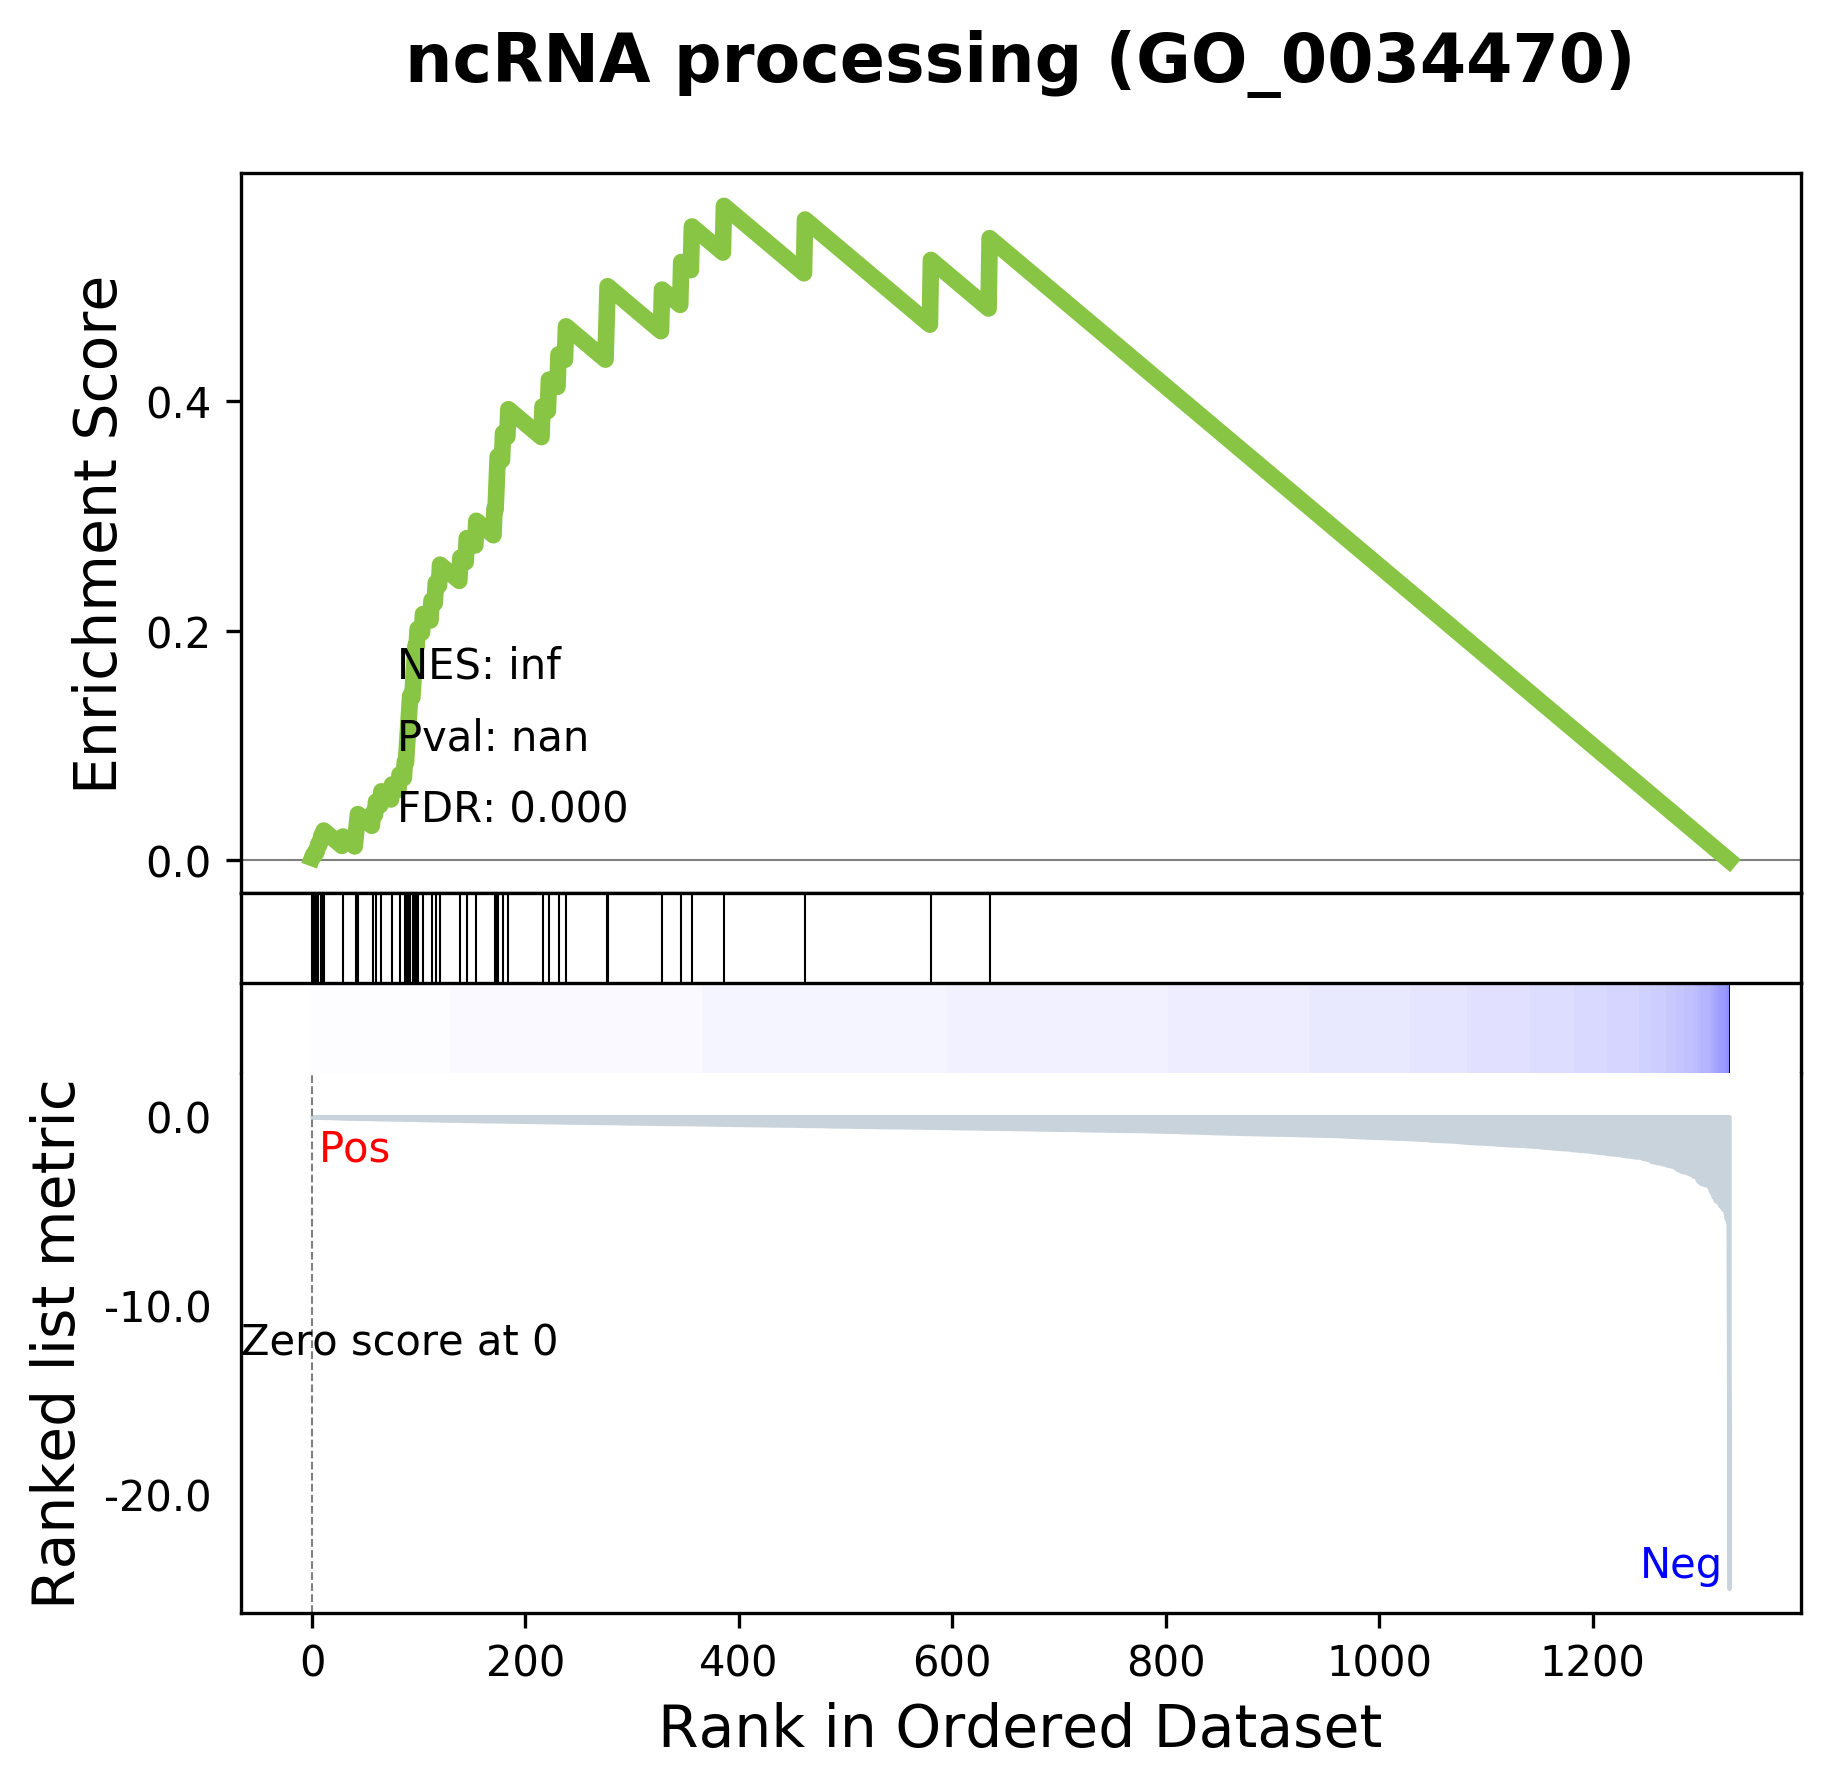 ncRNA processing (GO_0034470)
Enrichment Score
0.4
0.2
0.0
NES: inf
Pval: nan
FDR: 0.000
Ranked list metric
0.0
-10.0
-20.0
Pos
Zero score at 0
Neg
0 200 400 600 800 1000 1200
Rank in Ordered Dataset